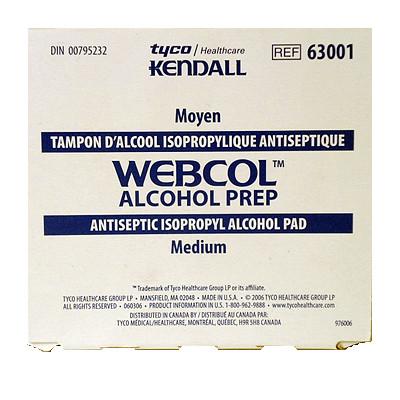 DIN 00795232
tyco / Healthcare
KENDALL
REF 63001
Moyen
TAMPON D'ALCOOL ISOPROPYLIQUE ANTISEPTIQUE
WEBCOL™
ALCOHOL PREP
ANTISEPTIC ISOPROPYL ALCOHOL PAD
Medium
™ Trademark of Tyco Healthcare Group LP or its affiliate.
TYCO HEALTHCARE GROUP LP • MANSFIELD, MA 02048 • MADE IN U.S.A. • © 2006 TYCO HEALTHCARE GROUP LP
ALL RIGHTS RESERVED • 060306 • PRODUCT INFORMATION IN U.S. 1-800-962-9888 • www.tycohealthcare.com
DISTRIBUTED IN CANADA BY / DISTRIBUÉ AU CANADA PAR:
TYCO MEDICAL/HEALTHCARE, MONTRÉAL, QUÉBEC, H9R 5H8 CANADA
976006